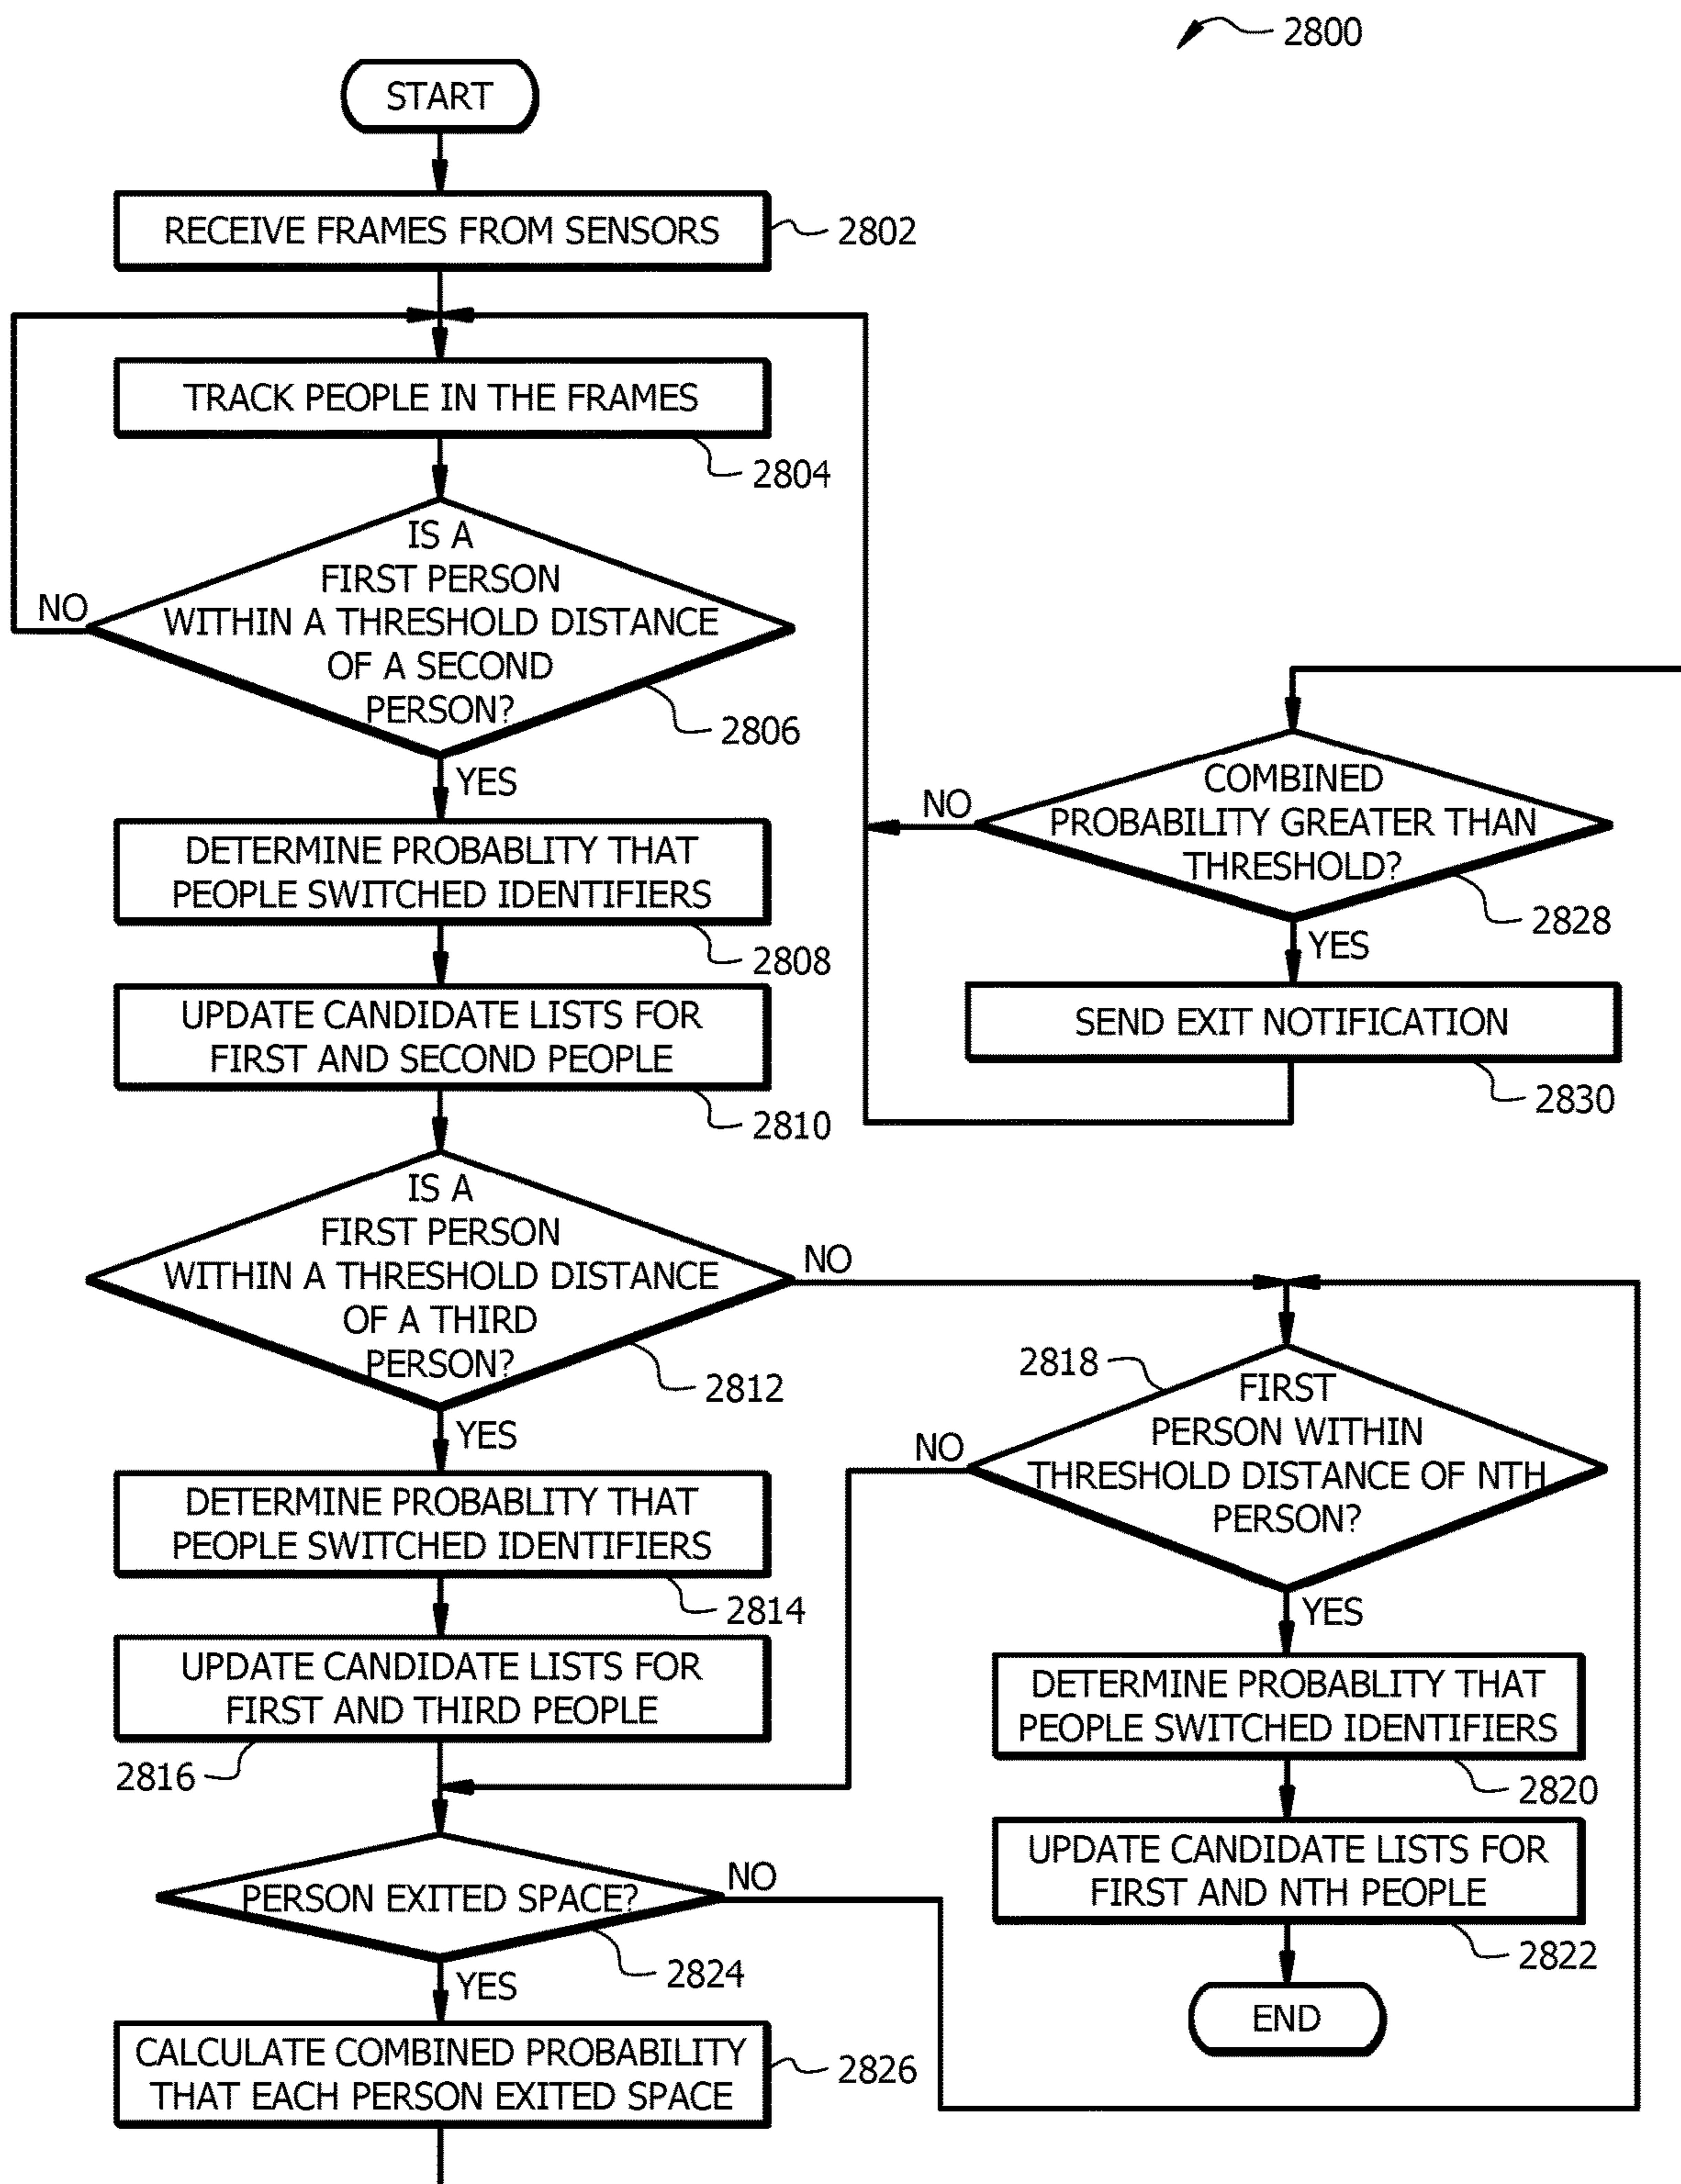 2800
START
RECEIVE FRAMES FROM SENSORS
2802
TRACK PEOPLE IN THE FRAMES
2804
IS A
FIRST PERSON
WITHIN A THRESHOLD DISTANCE
OF A SECOND
PERSON?
NO
2806
YES
DETERMINE PROBABLITY THAT
PEOPLE SWITCHED IDENTIFIERS
2808
UPDATE CANDIDATE LISTS FOR
FIRST AND SECOND PEOPLE
2810
COMBINED
PROBABILITY GREATER THAN
THRESHOLD?
NO
2828
YES
SEND EXIT NOTIFICATION
2830
IS A
FIRST PERSON
WITHIN A THRESHOLD DISTANCE
OF A THIRD
PERSON?
NO
2812
YES
DETERMINE PROBABLITY THAT
PEOPLE SWITCHED IDENTIFIERS
2814
UPDATE CANDIDATE LISTS FOR
FIRST AND THIRD PEOPLE
2816
2818
FIRST
PERSON WITHIN
THRESHOLD DISTANCE OF NTH
PERSON?
NO
YES
DETERMINE PROBABLITY THAT
PEOPLE SWITCHED IDENTIFIERS
2820
UPDATE CANDIDATE LISTS FOR
FIRST AND NTH PEOPLE
2822
END
PERSON EXITED SPACE?
NO
2824
YES
CALCULATE COMBINED PROBABILITY
THAT EACH PERSON EXITED SPACE
2826